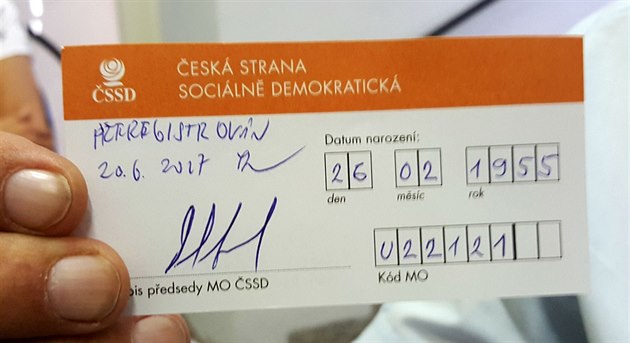 ČSSD
ČESKÁ STRANA
SOCIÁLNĚ DEMOKRATICKÁ
PŘEREGISTROVÁN
20.6. 2017
Datum narození:
26 02 1955
den měsíc rok
U22121
pis předsedy MO ČSSD
Kód MO